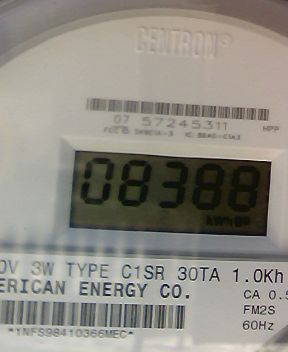 CENTRON®
07 57245311
HPP
08388
kWh
0V 3W TYPE C1SR 30TA 1.0Kh
ERICAN ENERGY CO.
CA 0.5
FM2S
60Hz
*1NFS98410366MEC*